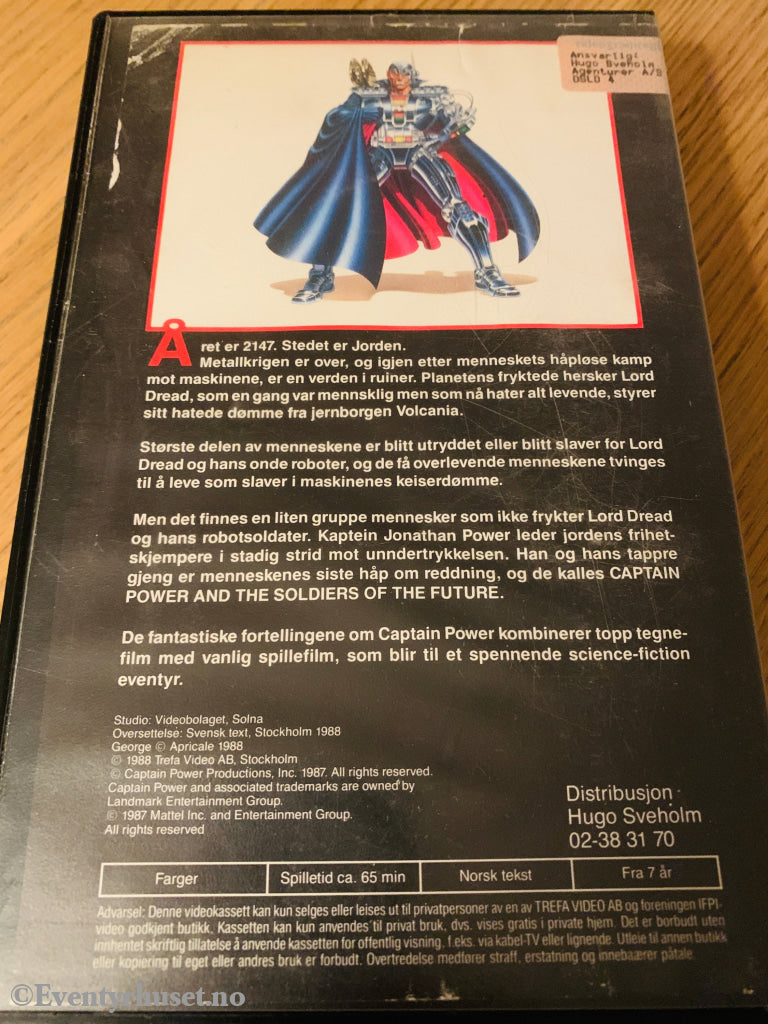 Ansvarlig:
Hugo Sveholm
Agenturer A/S
OSLO 4
Året er 2147. Stedet er Jorden.
Metallkrigen er over, og igjen etter menneskets håpløse kamp
mot maskinene, er en verden i ruiner. Planetens fryktede hersker Lord
Dread, som en gang var mennsklig men som nå hater alt levende, styrer
sitt hatede dømme fra jernborgen Volcania.
Største delen av menneskene er blitt utryddet eller blitt slaver for Lord
Dread og hans onde roboter, og de få overlevende menneskene tvinges
til å leve som slaver i maskinenes keiserdømme.
Men det finnes en liten gruppe mennesker som ikke frykter Lord Dread
og hans robotsoldater. Kaptein Jonathan Power leder jordens frihet-
skjempere i stadig strid mot unndertrykkelsen. Han og hans tappre
gjeng er menneskenes siste håp om reddning, og de kalles CAPTAIN
POWER AND THE SOLDIERS OF THE FUTURE.
De fantastiske fortellingene om Captain Power kombinerer topp tegne-
film med vanlig spillefilm, som blir til et spennende science-fiction
eventyr.
Studio: Videobolaget, Solna
Oversettelse: Svensk text, Stockholm 1988
George © Apricale 1988
© 1988 Trefa Video AB, Stockholm
© Captain Power Productions, Inc. 1987. All rights reserved.
Captain Power and associated trademarks are owned by
Landmark Entertainment Group.
© 1987 Mattel Inc. and Entertainment Group.
All rights reserved
Distribusjon
Hugo Sveholm
02-38 31 70
Farger Spilletid ca. 65 min Norsk tekst Fra 7 år
Advarsel: Denne videokassett kan kun selges eller leises ut til privatpersoner av en av TREFA VIDEO AB og foreningen IFPI-
video godkjent butikk. Kassetten kan kun anvendes til privat bruk, dvs. vises gratis i private hjem. Det er borbudt uten
innhentet skriftlig tillatelse å anvende kassetten for offentlig visning, f.eks. via kabel-TV eller lignende. Utleie til annen butikk
eller kopiering til eget eller andres bruk er forbudt. Overtredelse medfører straff, erstatning og innebærer påtale.
©Eventyrhuset.no